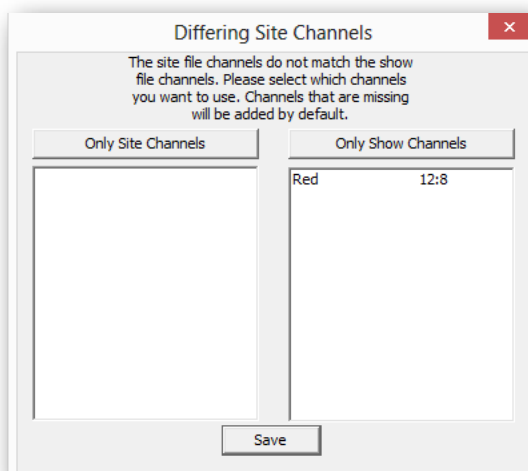 Differing Site Channels
The site file channels do not match the show
file channels. Please select which channels
you want to use. Channels that are missing
will be added by default.
Only Site Channels
Only Show Channels
Red 12:8
Save